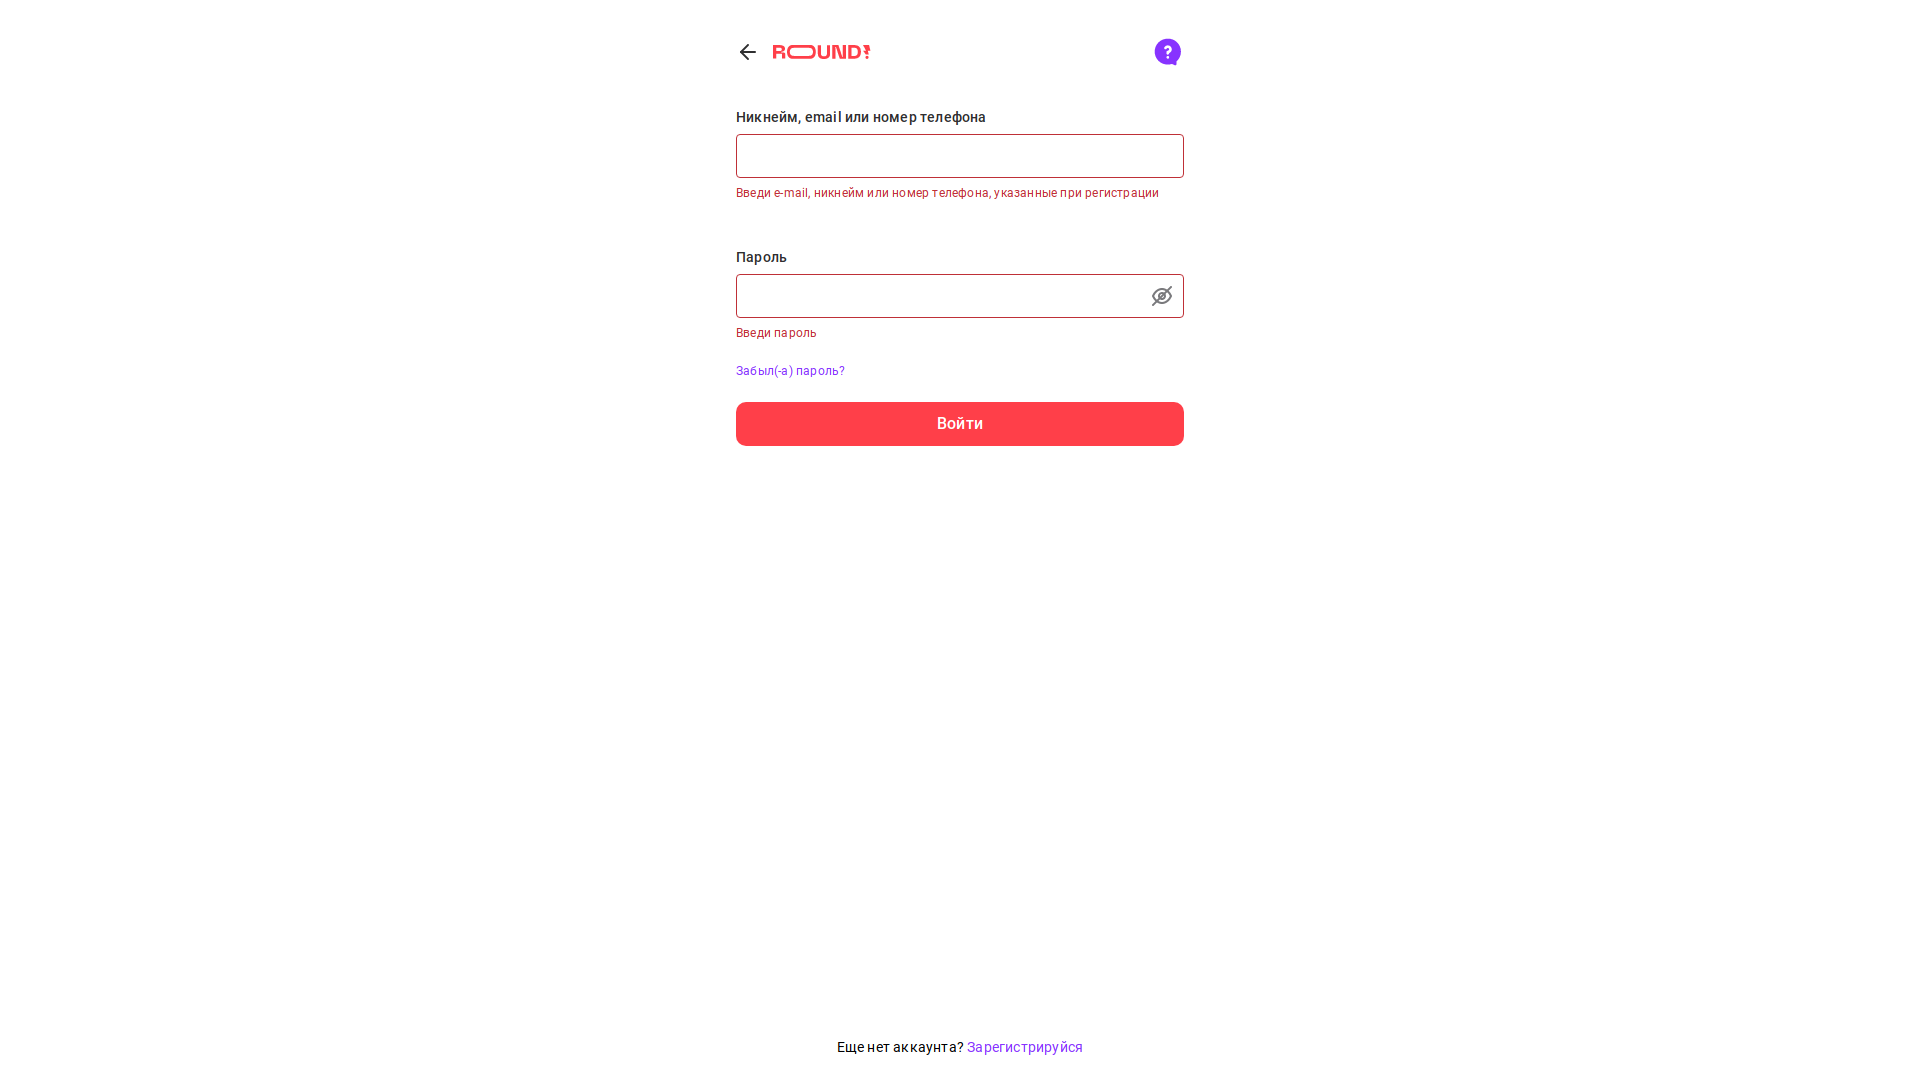 ROUND!
Никнейм, email или номер телефона
Введи e-mail, никнейм или номер телефона, указанные при регистрации
Пароль
Введи пароль
Забыл(-а) пароль?
Войти
Еще нет аккаунта? Зарегистрируйся